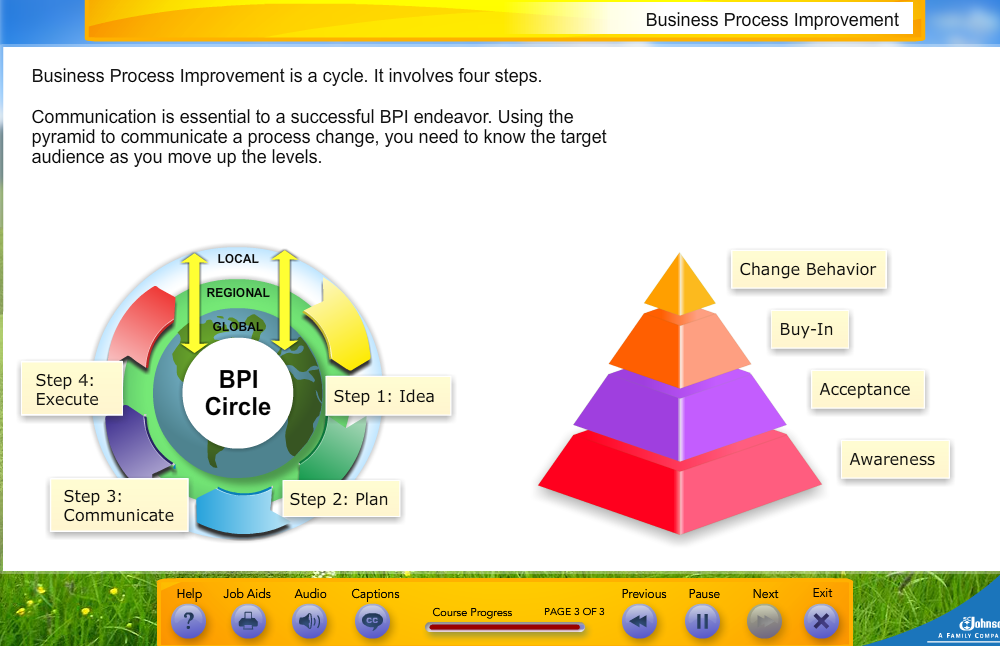 Business Process Improvement
Business Process Improvement is a cycle. It involves four steps.
Communication is essential to a successful BPI endeavor. Using the
pyramid to communicate a process change, you need to know the target
audience as you move up the levels.
LOCAL
REGIONAL
GLOBAL
BPI
Circle
Step 1: Idea
Step 2: Plan
Step 3:
Communicate
Step 4:
Execute
Change Behavior
Buy-In
Acceptance
Awareness
Help
Job Aids
Audio
Captions
?
CC
Course Progress
PAGE 3 OF 3
Previous
Pause
Next
Exit
A FAMILY